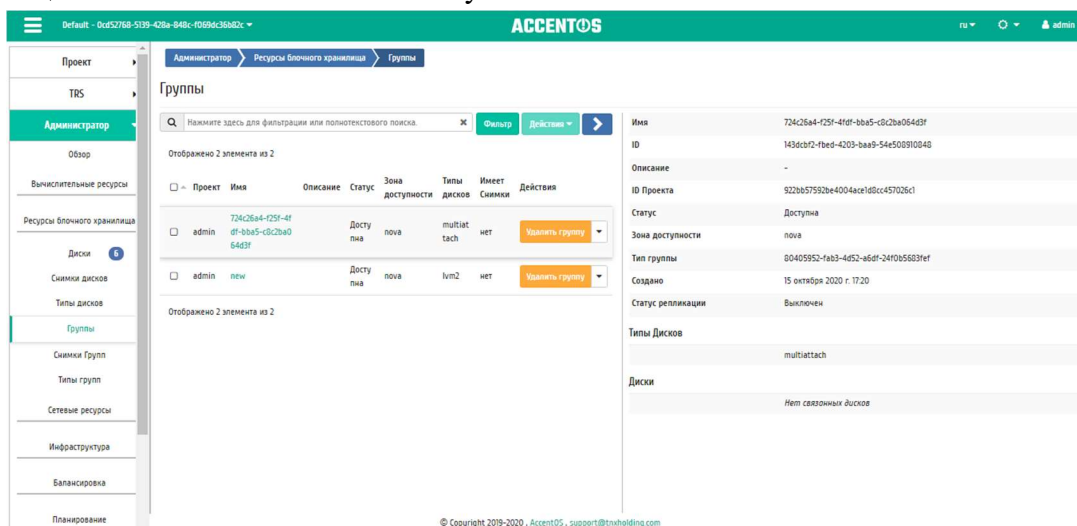 Default - 0cd52768-5139-428a-848c-f069dc36b82c
ACCENTOS
ru
admin
Проект
TRS
Администратор
Обзор
Вычислительные ресурсы
Ресурсы блочного хранилища
Диски 6
Снимки дисков
Типы дисков
Группы
Снимки Групп
Типы групп
Сетевые ресурсы
Инфраструктура
Балансировка
Планирование
Администратор Ресурсы блочного хранилища Группы
Группы
Нажмите здесь для фильтрации или полнотекстового поиска. Фильтр Действия
Отображено 2 элемента из 2
Проект Имя Описание Статус Зона доступности Типы дисков Имеет Снимки Действия
admin 724c26a4-f25f-4fdf-bba5-c8c2ba064d3f Доступна nova multiattach нет Удалить группу
admin new Доступна nova lvm2 нет Удалить группу
Отображено 2 элемента из 2
Имя 724c26a4-f25f-4fdf-bba5-c8c2ba064d3f
ID 143dcbf2-fbed-4203-baa9-54e508910848
Описание -
ID Проекта 922bb57592be4004ace1d8cc457026c1
Статус Доступна
Зона доступности nova
Тип группы 80405952-fab3-4d52-a6df-24f0b5683fef
Создано 15 октября 2020 г. 17:20
Статус репликации Выключен
Типы Дисков
multiattach
Диски
Нет связанных дисков
© Copyright 2019-2020 , AccentOS , support@tnxholding.com